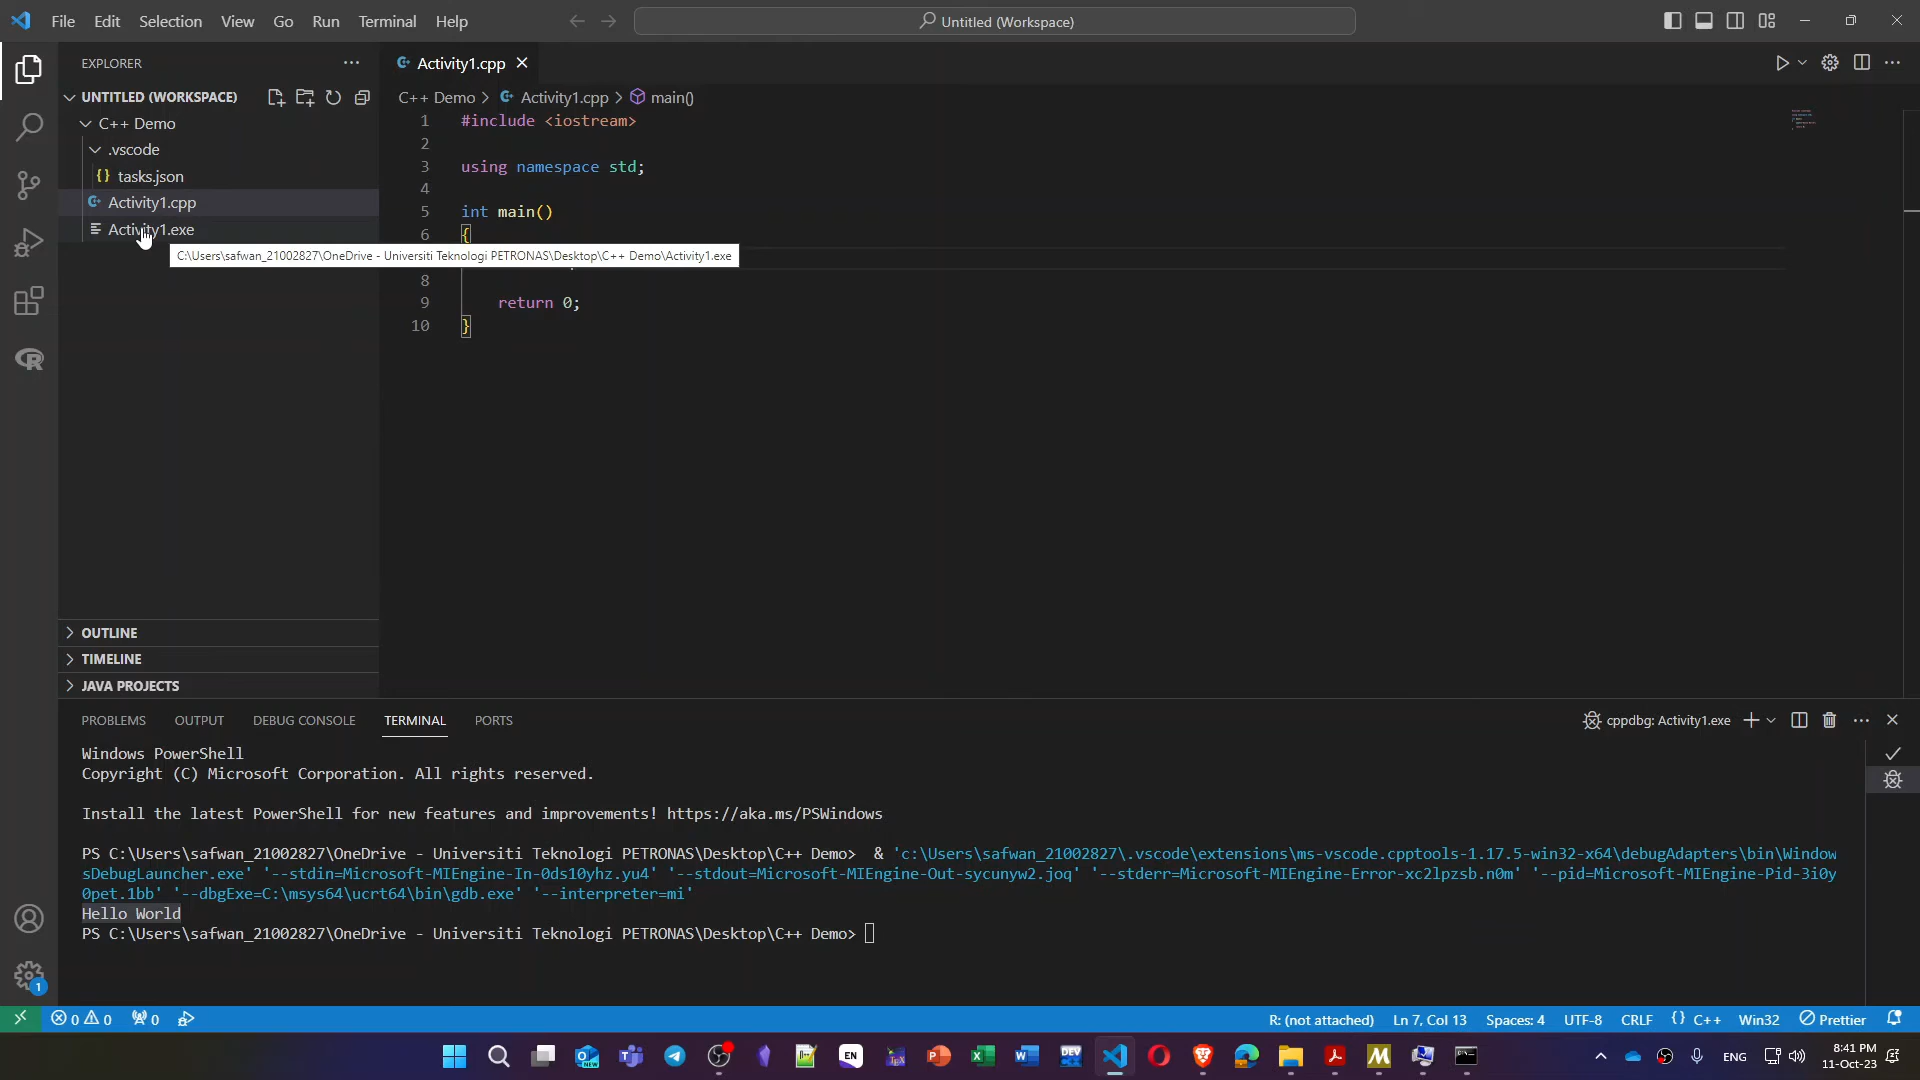 File Edit Selection View Go Run Terminal Help
Untitled (Workspace)
EXPLORER
Activity1.cpp
UNTITLED (WORKSPACE)
C++ Demo > Activity1.cpp > main()
C++ Demo
.vscode
tasks.json
Activity1.cpp
Activity1.exe
C:\Users\safwan_21002827\OneDrive - Universiti Teknologi PETRONAS\Desktop\C++ Demo\Activity1.exe
1 #include <iostream>
2
3 using namespace std;
4
5 int main()
6 {
8
9 return 0;
10 }
OUTLINE
TIMELINE
JAVA PROJECTS
PROBLEMS OUTPUT DEBUG CONSOLE TERMINAL PORTS
cppdbg: Activity1.exe
Windows PowerShell
Copyright (C) Microsoft Corporation. All rights reserved.
Install the latest PowerShell for new features and improvements! https://aka.ms/PSWindows
PS C:\Users\safwan_21002827\OneDrive - Universiti Teknologi PETRONAS\Desktop\C++ Demo>  & 'c:\Users\safwan_21002827\.vscode\extensions\ms-vscode.cpptools-1.17.5-win32-x64\debugAdapters\bin\Window
sDebugLauncher.exe' '--stdin=Microsoft-MIEngine-In-0ds10yhz.yu4' '--stdout=Microsoft-MIEngine-Out-sycunyw2.joq' '--stderr=Microsoft-MIEngine-Error-xc2lpzsb.n0m' '--pid=Microsoft-MIEngine-Pid-3i0y
0pet.1bb' '--dbgExe=C:\msys64\ucrt64\bin\gdb.exe' '--interpreter=mi'
Hello World
PS C:\Users\safwan_21002827\OneDrive - Universiti Teknologi PETRONAS\Desktop\C++ Demo>
1
0 0 0
R: (not attached) Ln 7, Col 13 Spaces: 4 UTF-8 CRLF {} C++ Win32 Prettier
EN
DEV
ENG
8:41 PM
11-Oct-23